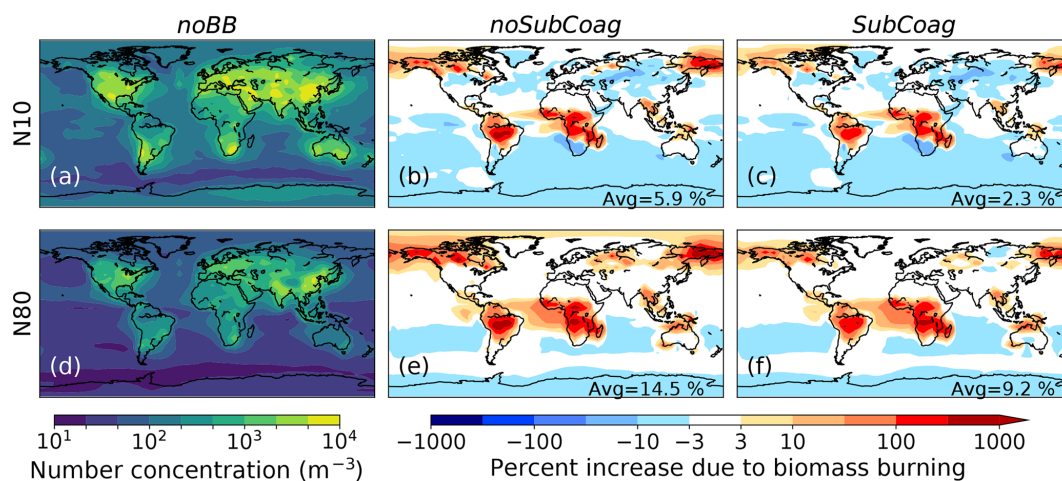 noBB noSubCoag SubCoag
N10
(a) (b) Avg=5.9 % (c) Avg=2.3 %
N80
(d) (e) Avg=14.5 % (f) Avg=9.2 %
10¹ 10² 10³ 10⁴ −1000 −100 −10 −3 3 10 100 1000
Number concentration (m⁻³) Percent increase due to biomass burning